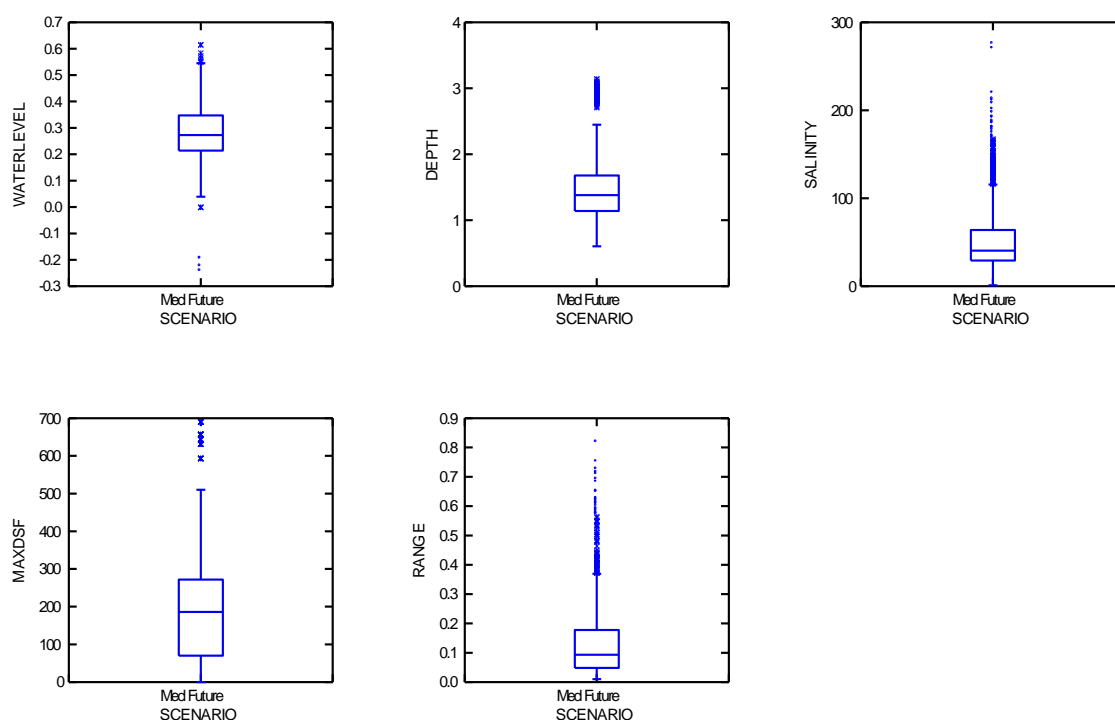 WATERLEVEL
0.7
0.6
0.5
0.4
0.3
0.2
0.1
0.0
-0.1
-0.2
-0.3
Med Future
SCENARIO
DEPTH
4
3
2
1
0
Med Future
SCENARIO
SALINITY
300
200
100
0
Med Future
SCENARIO
MAXDSF
700
600
500
400
300
200
100
0
Med Future
SCENARIO
RANGE
0.9
0.8
0.7
0.6
0.5
0.4
0.3
0.2
0.1
0.0
Med Future
SCENARIO